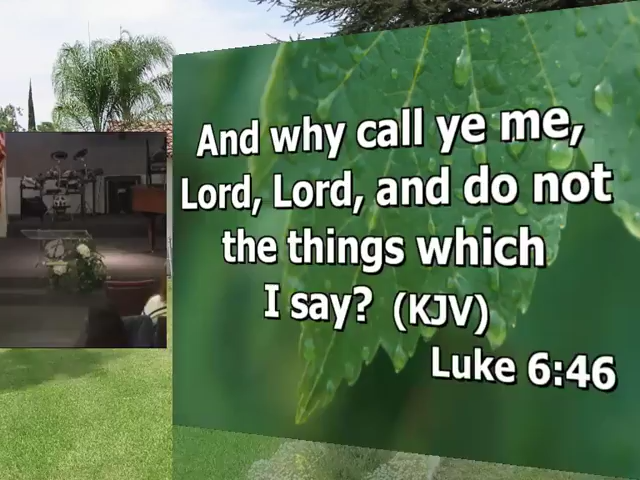 And why call ye me,
Lord, Lord, and do not
the things which
I say? (KJV)
Luke 6:46